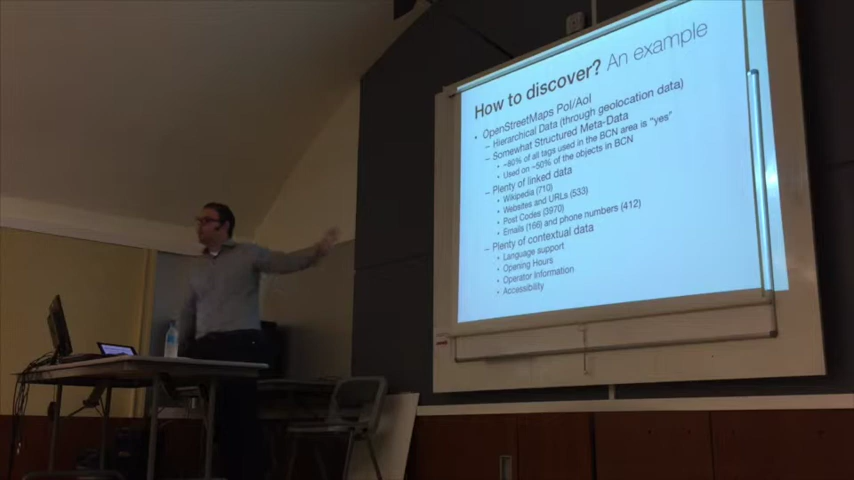 How to discover? An example
• OpenStreetMaps PoI/AoI
– Hierarchical Data (through geolocation data)
– Somewhat Structured Meta-Data
• ~80% of all tags used in the BCN area is "yes"
• Used on ~50% of the objects in BCN
– Plenty of linked data
• Wikipedia (710)
• Websites and URLs (533)
• Post Codes (3970)
• Emails (166) and phone numbers (412)
– Plenty of contextual data
• Language support
• Opening Hours
• Operator Information
• Accessibility